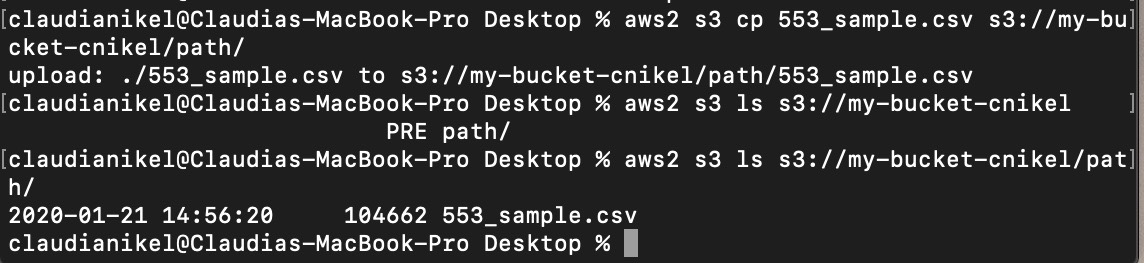 [claudianikel@Claudias-MacBook-Pro Desktop % aws2 s3 cp 553_sample.csv s3://my-bu]
cket-cnikel/path/
upload: ./553_sample.csv to s3://my-bucket-cnikel/path/553_sample.csv
[claudianikel@Claudias-MacBook-Pro Desktop % aws2 s3 ls s3://my-bucket-cnikel    ]
                           PRE path/
[claudianikel@Claudias-MacBook-Pro Desktop % aws2 s3 ls s3://my-bucket-cnikel/pat]
h/
2020-01-21 14:56:20     104662 553_sample.csv
claudianikel@Claudias-MacBook-Pro Desktop %